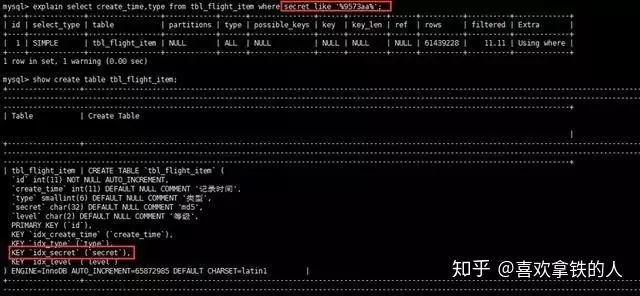 mysql> explain select create_time,type from tbl_flight_item where secret like '%9573aa%';
| id | select_type | table | partitions | type | possible_keys | key | key_len | ref | rows | filtered | Extra |
| 1 | SIMPLE | tbl_flight_item | NULL | ALL | NULL | NULL | NULL | NULL | 61439228 | 11.11 | Using where |
1 row in set, 1 warning (0.00 sec)
mysql> show create table tbl_flight_item;
| Table | Create Table
|
| tbl_flight_item | CREATE TABLE `tbl_flight_item` (
`id` int(11) NOT NULL AUTO_INCREMENT,
`create_time` int(11) DEFAULT NULL COMMENT '记录时间',
`type` smallint(6) DEFAULT NULL COMMENT '类型',
`secret` char(32) DEFAULT NULL COMMENT 'md5',
`level` char(2) DEFAULT NULL COMMENT '等级',
PRIMARY KEY (`id`),
KEY `idx_create_time` (`create_time`),
KEY `idx_type` (`type`),
KEY `idx_secret` (`secret`),
KEY `idx_level` (`level`)
) ENGINE=InnoDB AUTO_INCREMENT=65872985 DEFAULT CHARSET=latin1 |
知乎 @喜欢拿铁的人